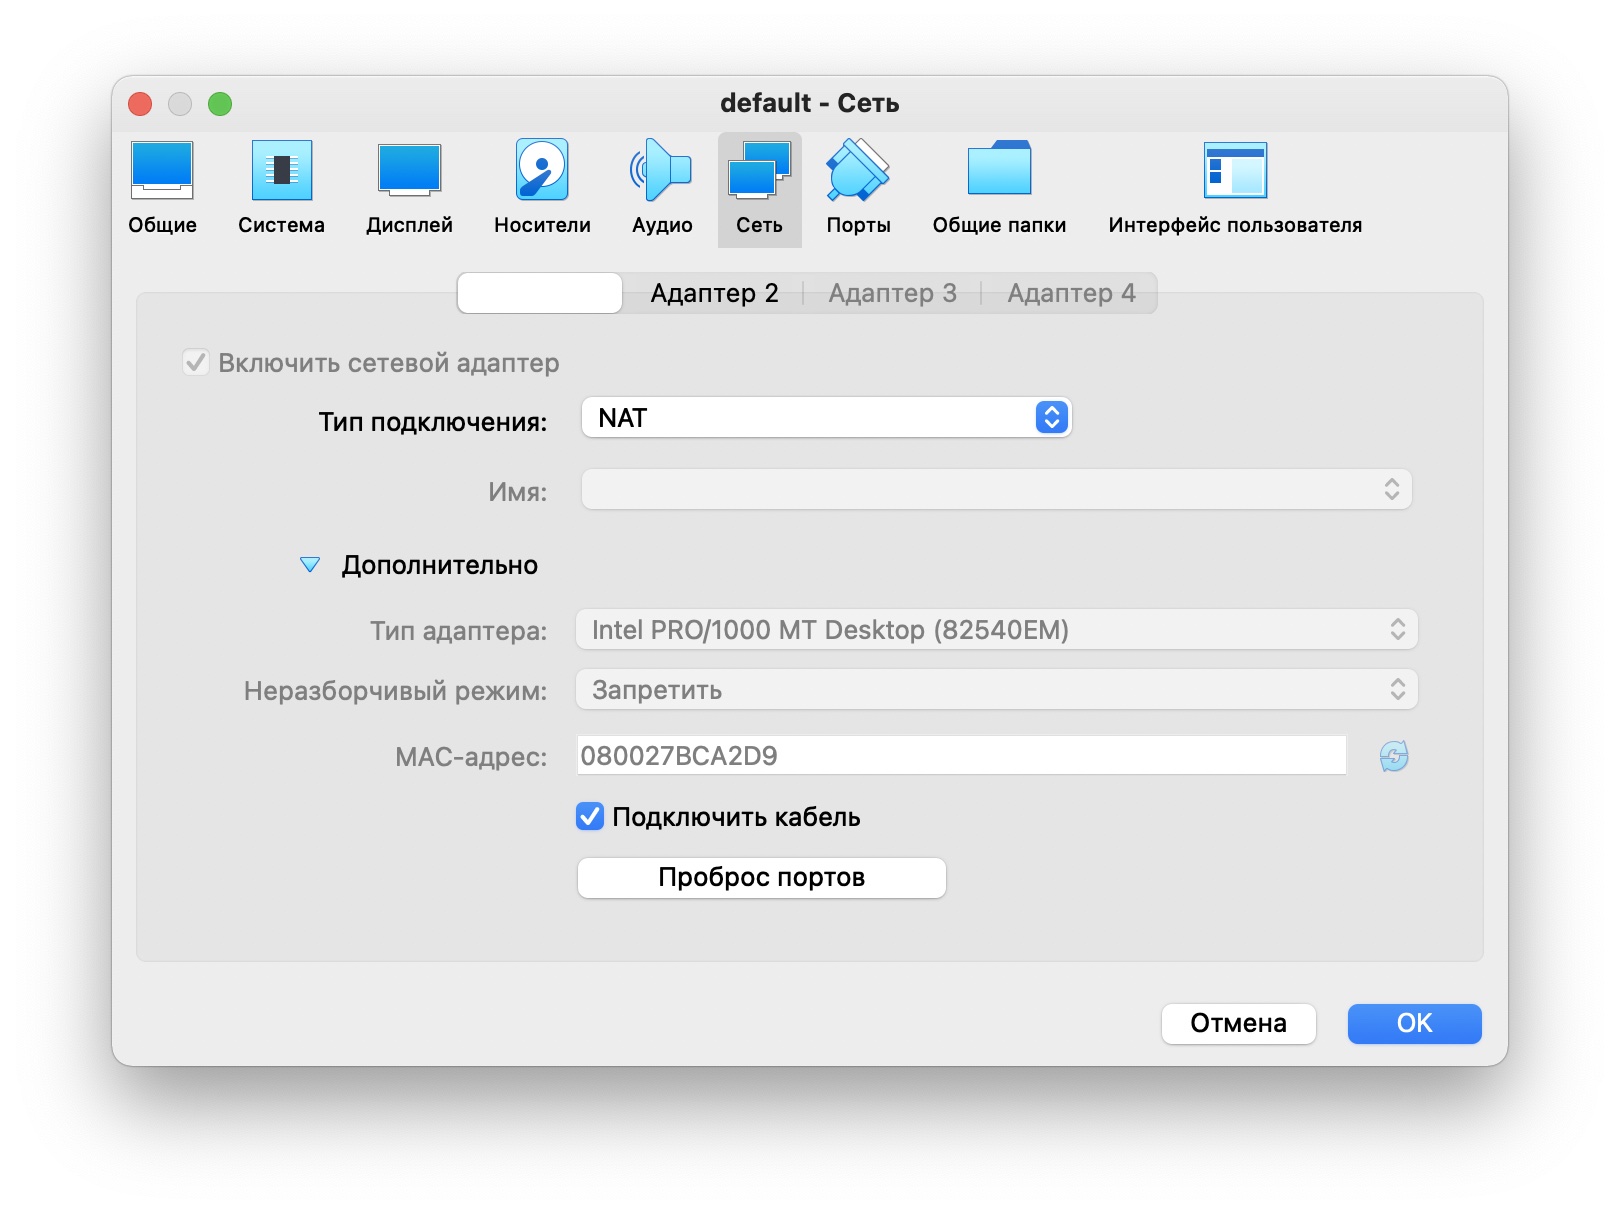 default - Сеть
Общие Система Дисплей Носители Аудио Сеть Порты Общие папки Интерфейс пользователя
Адаптер 2 Адаптер 3 Адаптер 4
Включить сетевой адаптер
Тип подключения: NAT
Имя:
Дополнительно
Тип адаптера: Intel PRO/1000 MT Desktop (82540EM)
Неразборчивый режим: Запретить
MAC-адрес: 080027BCA2D9
Подключить кабель
Проброс портов
Отмена OK